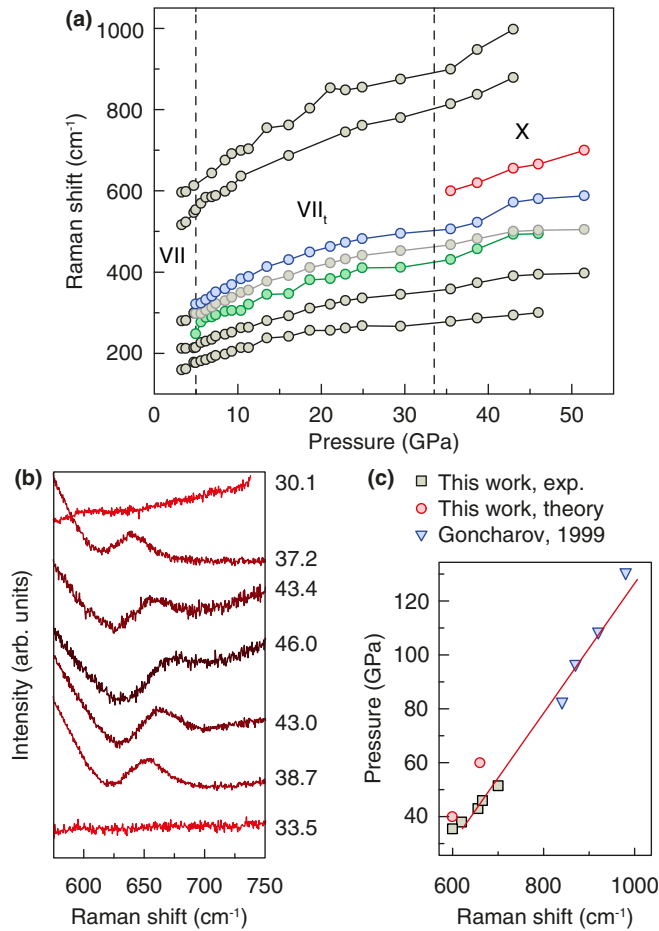 (a)
1000
800
600
400
200
Raman shift (cm⁻¹)
VII
VIIₜ
X
0 10 20 30 40 50
Pressure (GPa)
(b)
30.1
37.2
43.4
46.0
43.0
38.7
33.5
Intensity (arb. units)
600 650 700 750
Raman shift (cm⁻¹)
(c)
This work, exp.
This work, theory
Goncharov, 1999
120
100
80
60
40
Pressure (GPa)
600 800 1000
Raman shift (cm⁻¹)